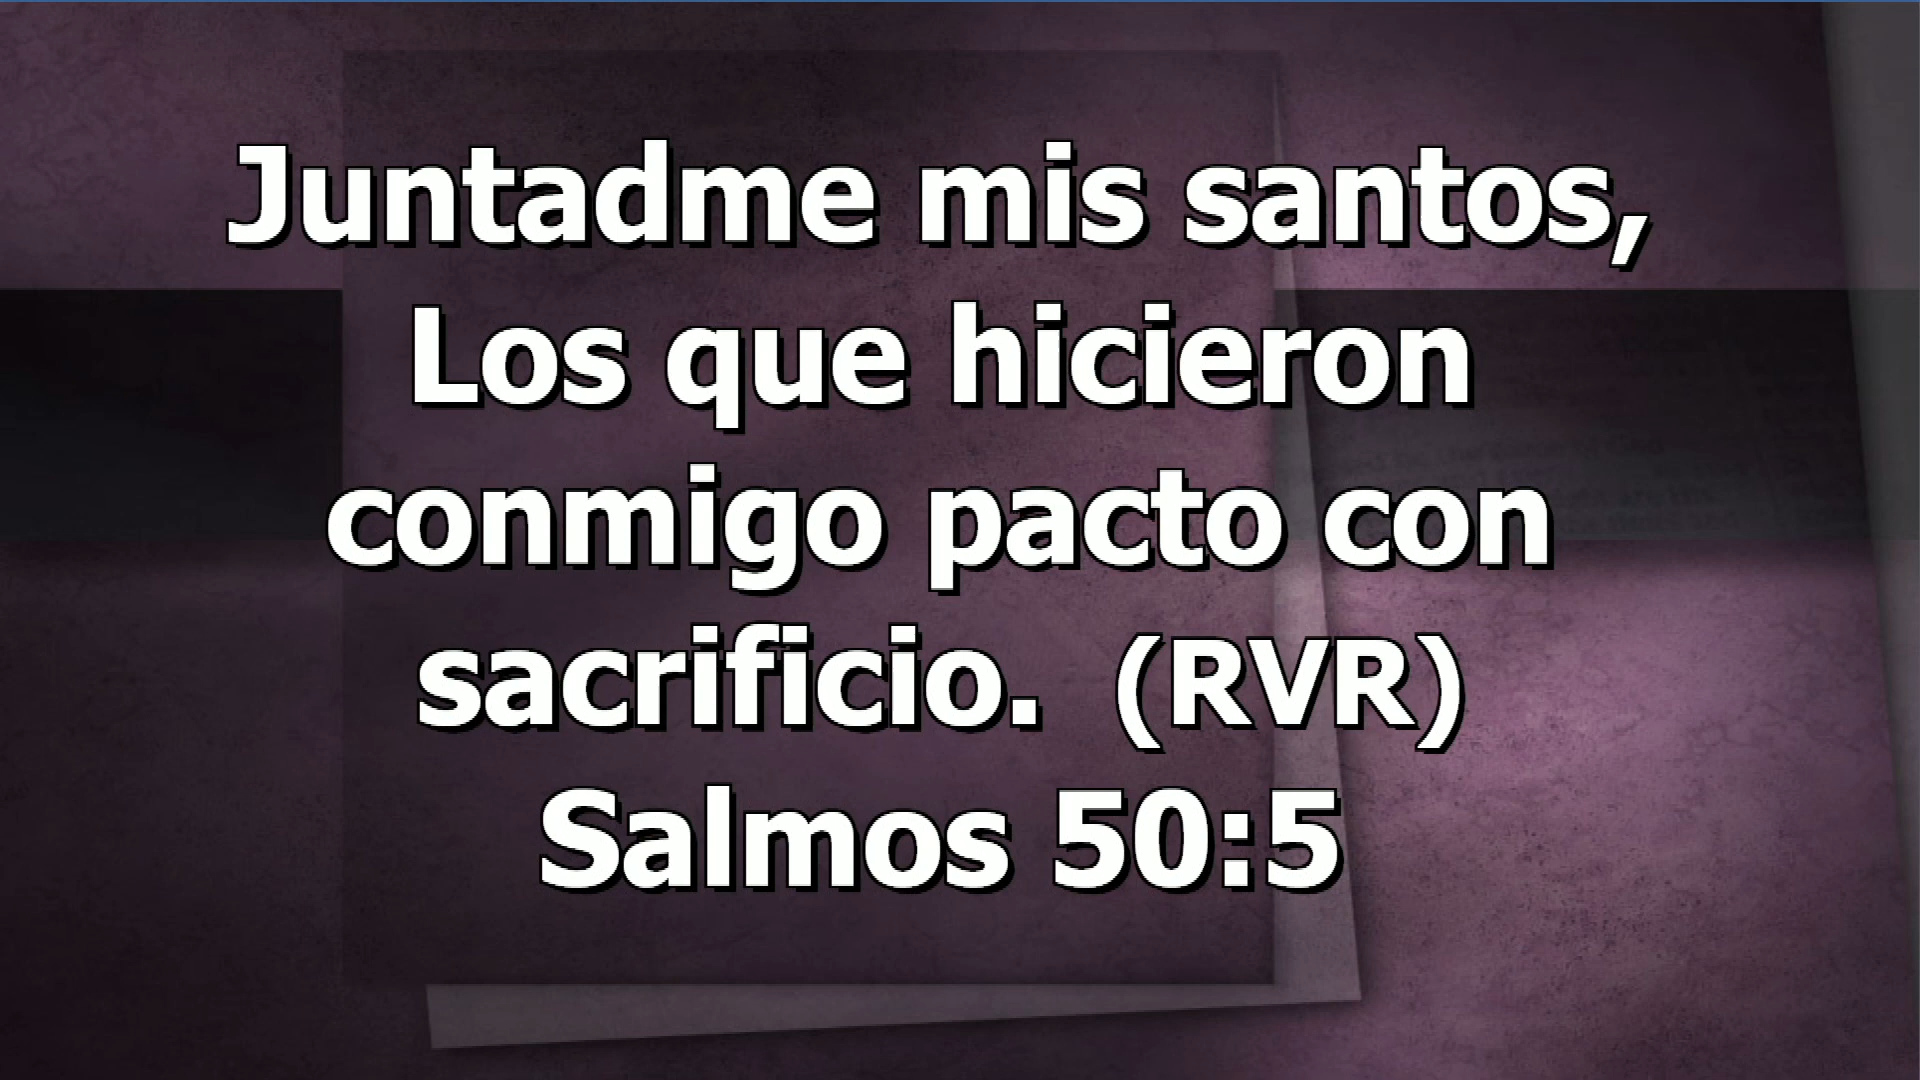 Juntadme mis santos,
Los que hicieron
conmigo pacto con
sacrificio.  (RVR)
Salmos 50:5